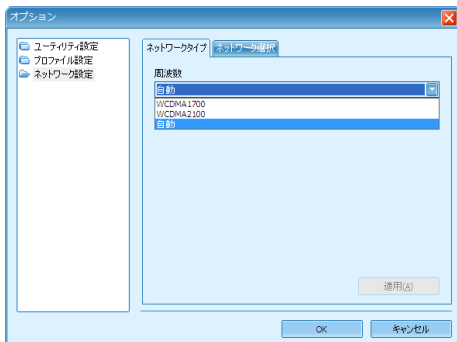 オプション
ユーティリティ設定
プロファイル設定
ネットワーク設定
ネットワークタイプ
ネットワーク選択
周波数
自動
WCDMA1700
WCDMA2100
自動
適用(A)
OK
キャンセル